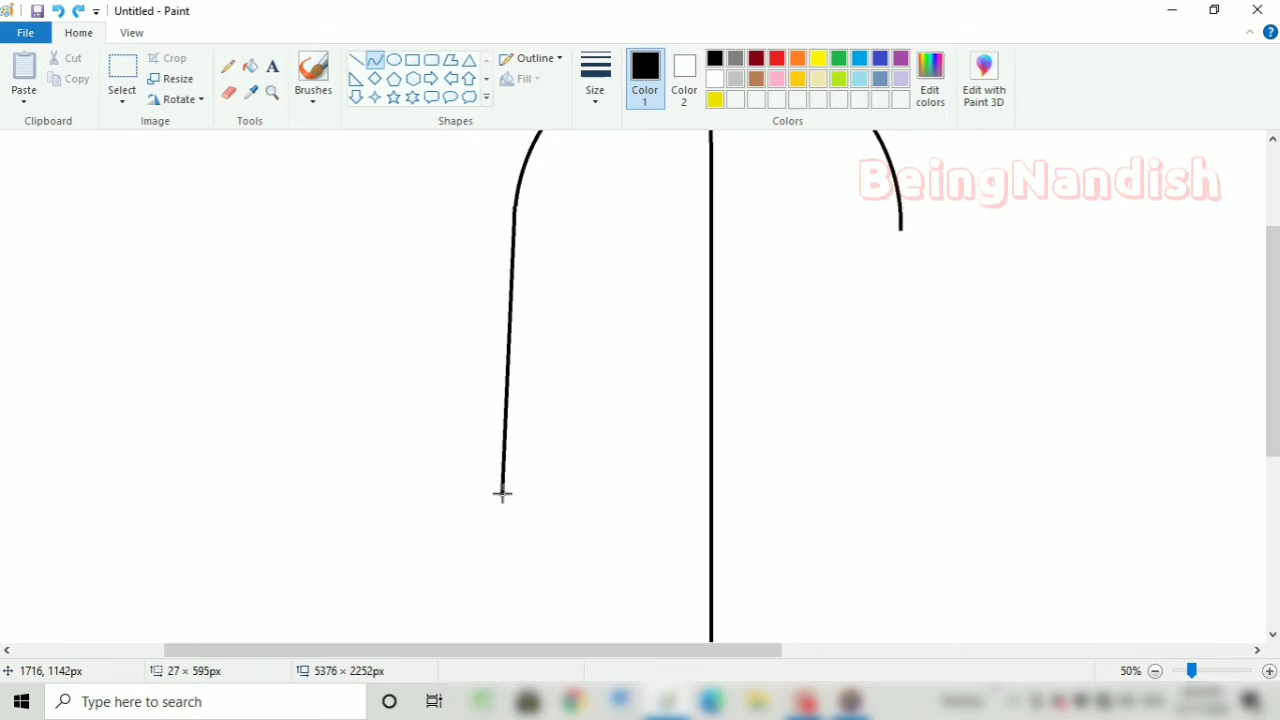 Untitled - Paint
File
Home
View
Paste
Cut
Copy
Clipboard
Select
Crop
Resize
Rotate
Image
A
Tools
Brushes
Shapes
Outline
Fill
Size
Color 1
Color 2
Colors
Edit colors
Edit with Paint 3D
BeingNandish
1716, 1142px
27 × 595px
5376 × 2252px
50%
Type here to search